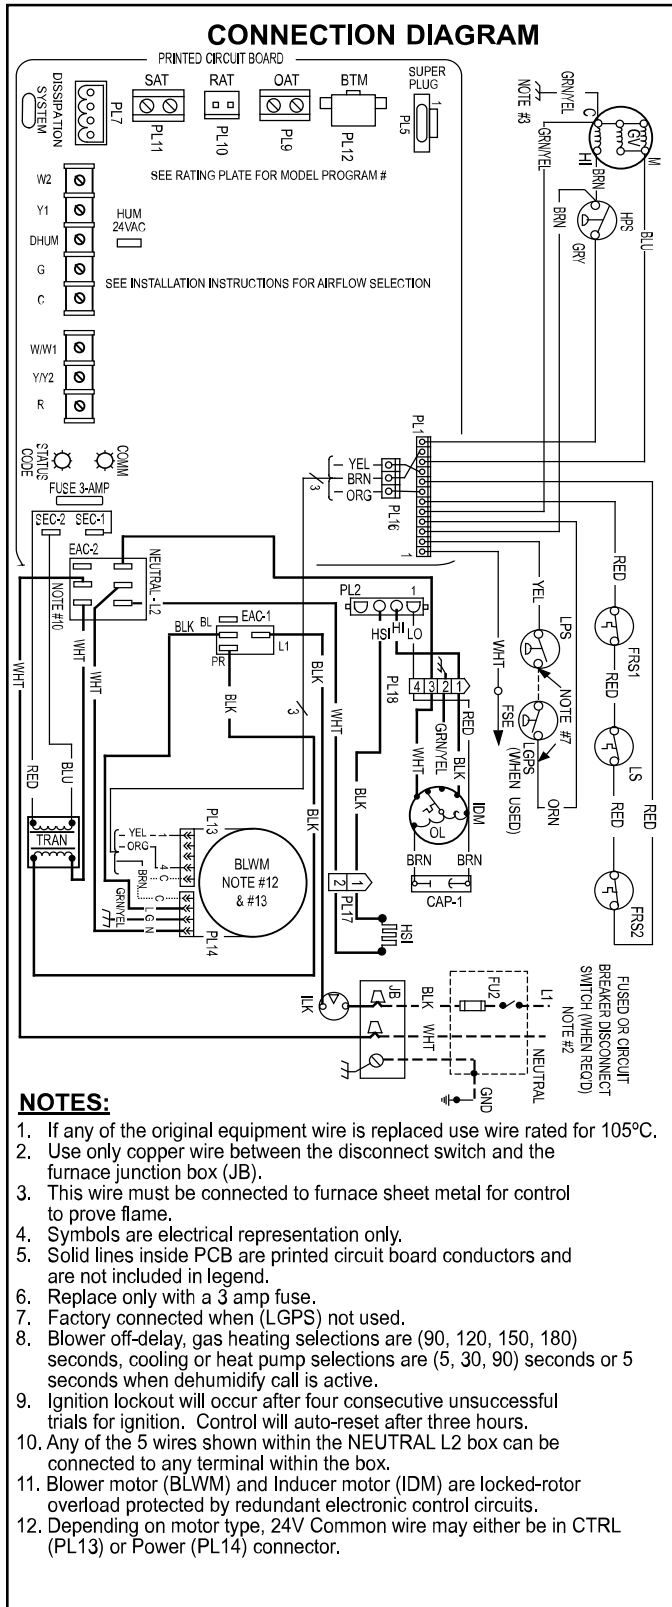 CONNECTION DIAGRAM
PRINTED CIRCUIT BOARD
DISSIPATION
SYSTEM
PL7
SAT
PL11
RAT
PL10
OAT
PL9
BTM
PL12
SUPER
PLUG
1
PL5
SEE RATING PLATE FOR MODEL PROGRAM #
W2
Y1
DHUM
G
C
HUM
24VAC
SEE INSTALLATION INSTRUCTIONS FOR AIRFLOW SELECTION
W/W1
Y/Y2
R
STATUS
CODE
COMM
FUSE 3-AMP
SEC-2
SEC-1
EAC-2
NEUTRAL - L2
NOTE #10
NOTE #3
GRN/YEL
GRN/YEL
C
GV
HI
M
BRN
BRN
HPS
GRY
BLU
PL1
1
YEL
BRN
ORG
3
PL16
PL2
1
HSI
HI
LO
EAC-1
BL
BLK
L1
PR
BLK
BLK
3
WHT
WHT
WHT
WHT
RED
BLU
TRAN
PL13
YEL
1
ORG
BRN
4
C
C
L
G
N
GRN/YEL
PL14
BLWM
NOTE #12
& #13
BLK
BLK
PL18
4
3
2
1
RED
WHT
GRN/YEL
BLK
IDM
OL
BRN
BRN
CAP-1
2
1
PL17
HSI
WHT
FSE
(WHEN USED)
YEL
LPS
NOTE #7
LGPS
ORN
RED
FRS1
RED
LS
RED
RED
FRS2
ILK
JB
BLK
WHT
FU2
L1
NEUTRAL
GND
FUSED OR CIRCUIT
BREAKER DISCONNECT
SWITCH (WHEN REQ'D)
NOTE #2
NOTES:
1. If any of the original equipment wire is replaced use wire rated for 105°C.
2. Use only copper wire between the disconnect switch and the
furnace junction box (JB).
3. This wire must be connected to furnace sheet metal for control
to prove flame.
4. Symbols are electrical representation only.
5. Solid lines inside PCB are printed circuit board conductors and
are not included in legend.
6. Replace only with a 3 amp fuse.
7. Factory connected when (LGPS) not used.
8. Blower off-delay, gas heating selections are (90, 120, 150, 180)
seconds, cooling or heat pump selections are (5, 30, 90) seconds or 5
seconds when dehumidify call is active.
9. Ignition lockout will occur after four consecutive unsuccessful
trials for ignition. Control will auto-reset after three hours.
10. Any of the 5 wires shown within the NEUTRAL L2 box can be
connected to any terminal within the box.
11. Blower motor (BLWM) and Inducer motor (IDM) are locked-rotor
overload protected by redundant electronic control circuits.
12. Depending on motor type, 24V Common wire may either be in CTRL
(PL13) or Power (PL14) connector.